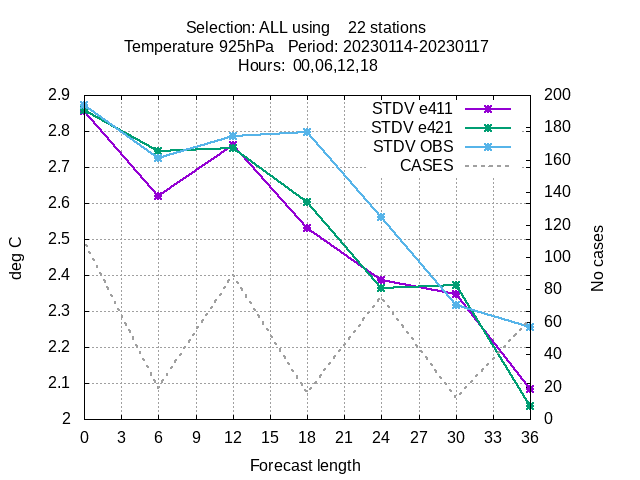 Selection: ALL using    22 stations
Temperature 925hPa   Period: 20230114-20230117
Hours:  00,06,12,18
2.9
2.8
2.7
2.6
2.5
2.4
2.3
2.2
2.1
2
deg C
STDV e411
STDV e421
STDV OBS
CASES
200
180
160
140
120
100
80
60
40
20
0
No cases
0 3 6 9 12 15 18 21 24 27 30 33 36
Forecast length